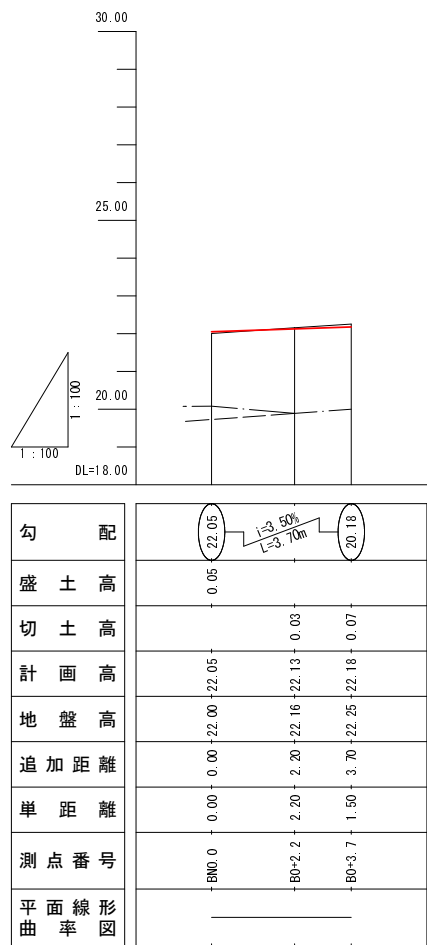 30.00
25.00
20.00
1 : 100
1 : 100
DL=18.00
勾配 22.05 i=3.50% L=3.70m 20.18
盛土高 0.05
切土高 0.03 0.07
計画高 22.05 22.13 22.18
地盤高 22.00 22.16 22.25
追加距離 0.00 2.20 3.70
単距離 0.00 2.20 1.50
測点番号 BNO.0 BO+2.2 BO+3.7
平面線形
曲率図